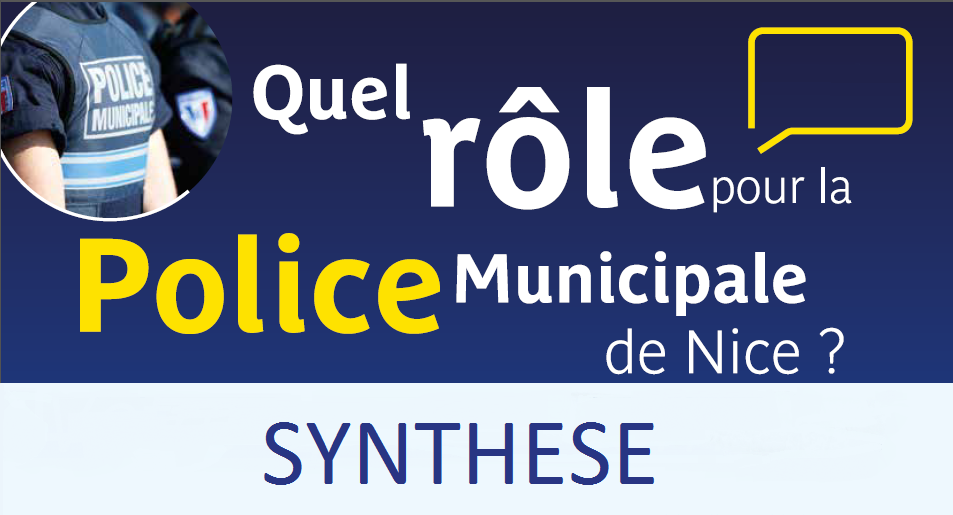 POLICE
MUNICIPALE
Quel rôle pour la
Police Municipale
de Nice ?
SYNTHESE